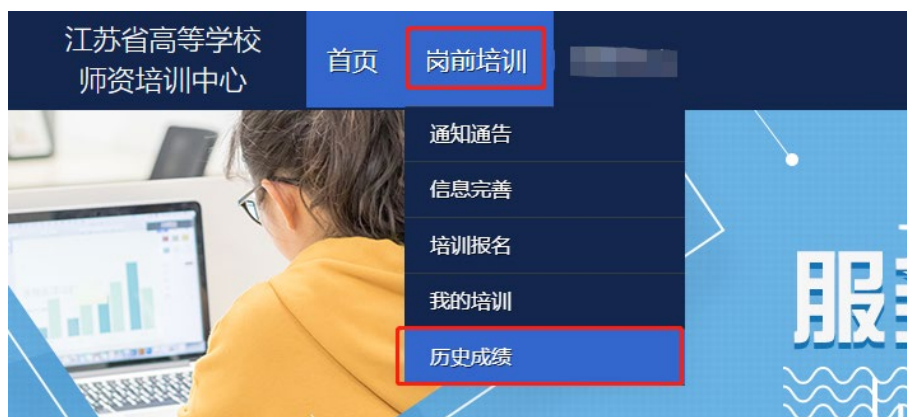 江苏省高等学校
师资培训中心
首页
岗前培训
通知通告
信息完善
培训报名
我的培训
历史成绩
服